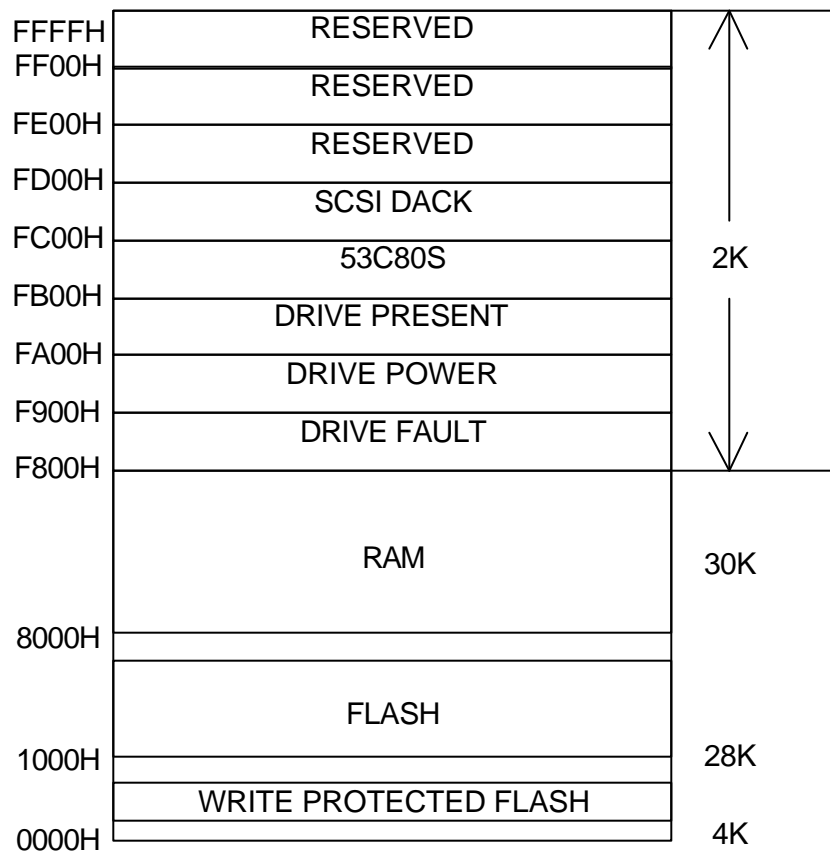 FFFFH
RESERVED
FF00H
RESERVED
FE00H
RESERVED
FD00H
SCSI DACK
FC00H
53C80S
2K
FB00H
DRIVE PRESENT
FA00H
DRIVE POWER
F900H
DRIVE FAULT
F800H
RAM
30K
8000H
FLASH
1000H
28K
WRITE PROTECTED FLASH
0000H
4K